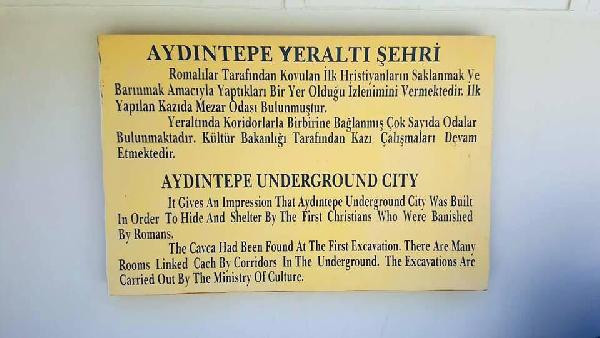 AYDINTEPE YERALTI ŞEHRİ
Romalılar Tarafından Kovulan İlk Hristiyanların Saklanmak Ve
Barınmak Amacıyla Yaptıkları Bir Yer Olduğu İzlenimini Vermektedir. İlk
Yapılan Kazıda Mezar Odası Bulunmuştur.
Yeraltında Koridorlarla Birbirine Bağlanmış Çok Sayıda Odalar
Bulunmaktadır. Kültür Bakanlığı Tarafından Kazı Çalışmaları Devam
Etmektedir.
AYDINTEPE UNDERGROUND CITY
It Gives An Impression That Aydıntepe Underground City Was Built
In Order To Hide And Shelter By The First Christians Who Were Banished
By Romans.
The Cavea Had Been Found At The First Excavation. There Are Many
Rooms Linked Cach By Corridors In The Underground. The Excavations Are
Carried Out By The Ministry Of Culture.